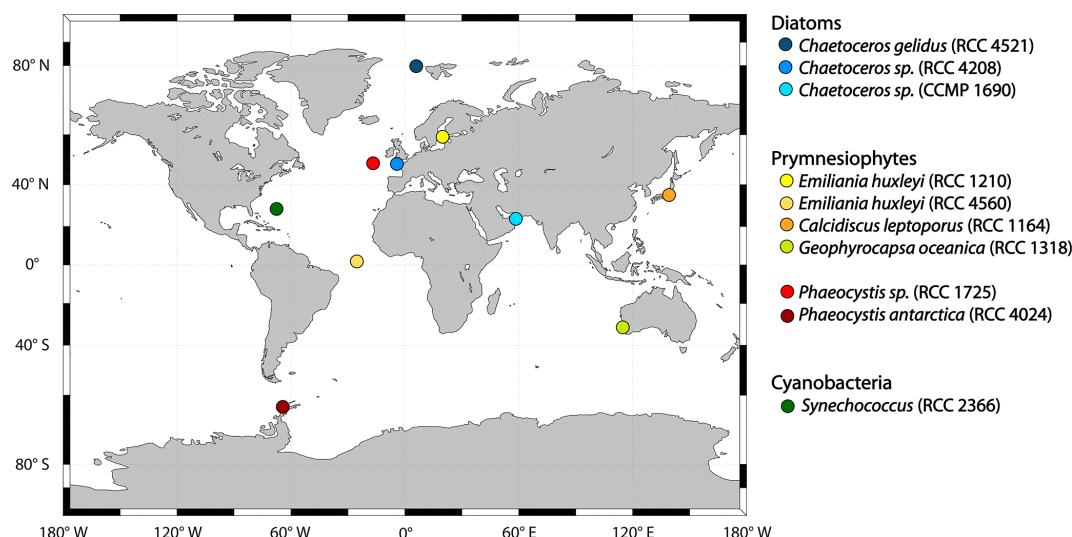 Diatoms
Chaetoceros gelidus (RCC 4521)
Chaetoceros sp. (RCC 4208)
Chaetoceros sp. (CCMP 1690)
Prymnesiophytes
Emiliania huxleyi (RCC 1210)
Emiliania huxleyi (RCC 4560)
Calcidiscus leptoporus (RCC 1164)
Geophyrocapsa oceanica (RCC 1318)
Phaeocystis sp. (RCC 1725)
Phaeocystis antarctica (RCC 4024)
Cyanobacteria
Synechococcus (RCC 2366)
80° N
40° N
0°
40° S
80° S
180° W 120° W 60° W 0° 60° E 120° E 180° W